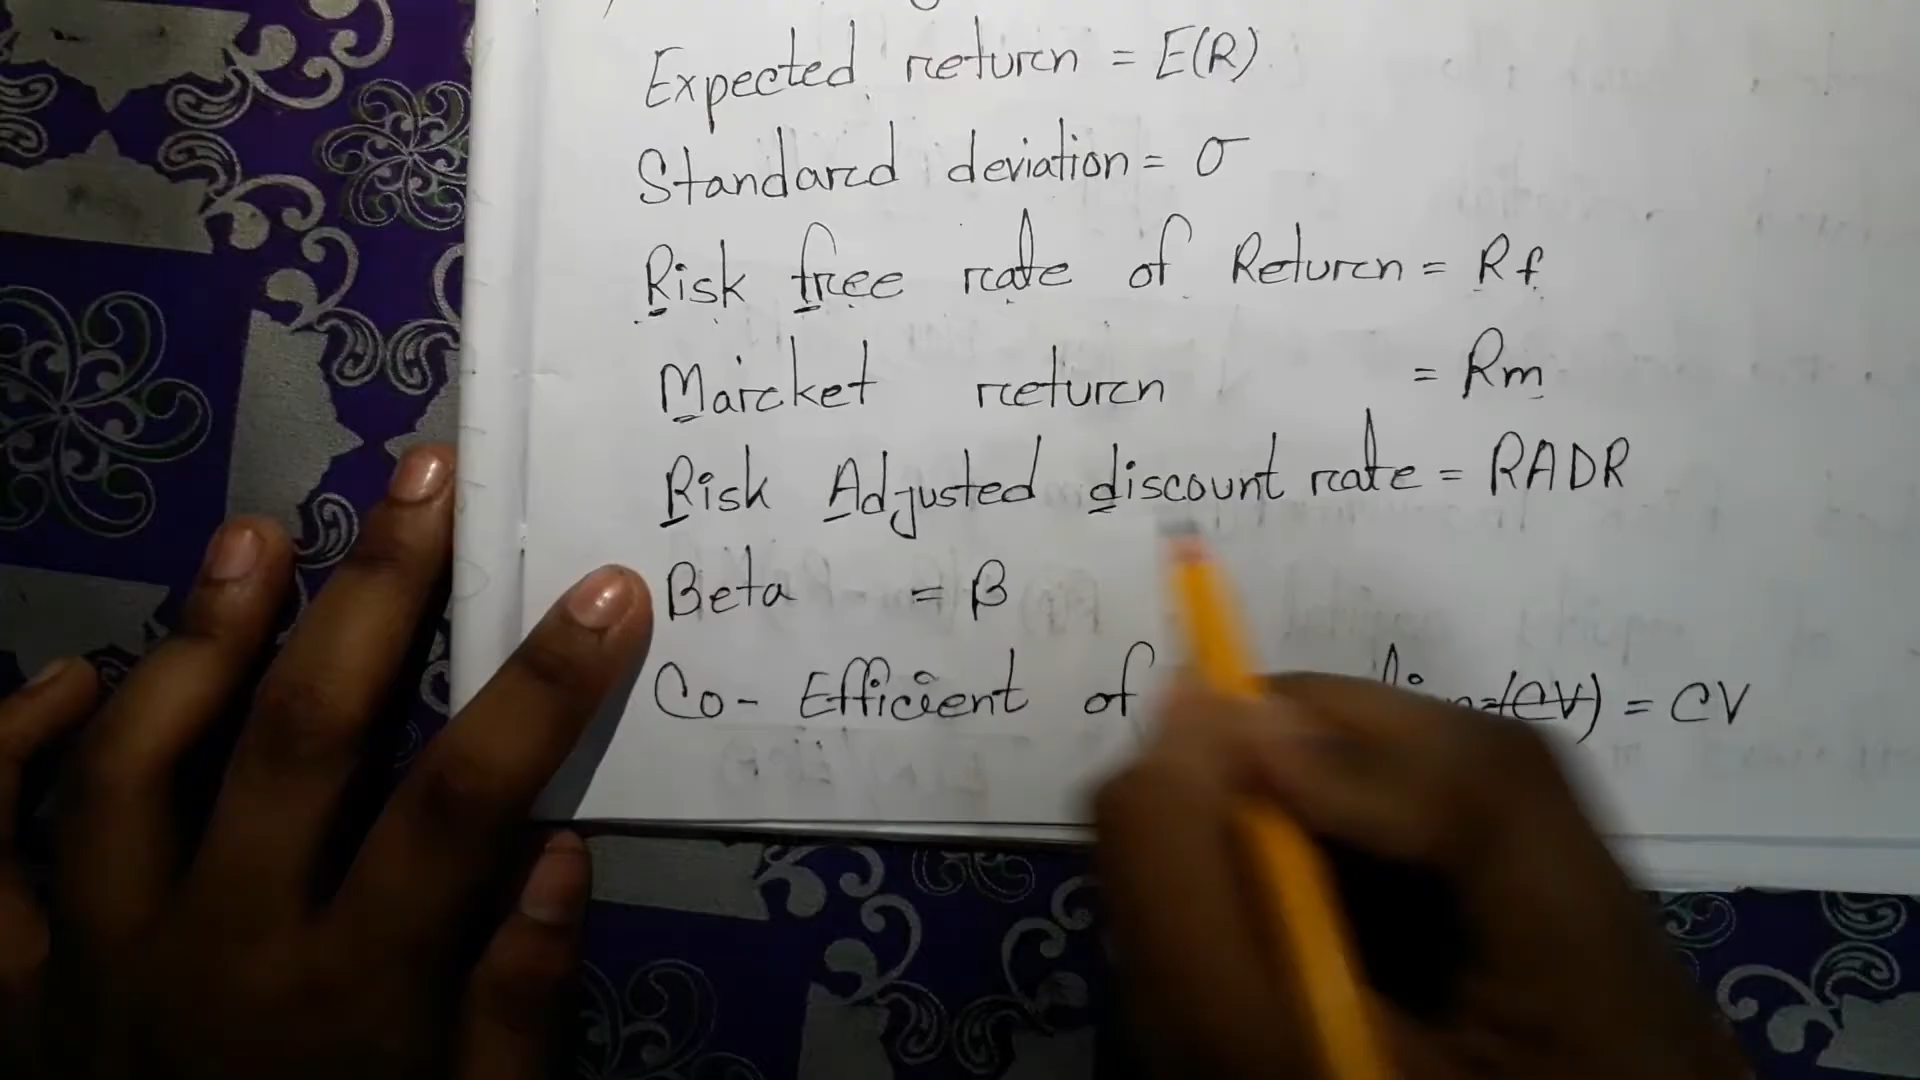 Expected return = E(R)
Standard deviation = σ
Risk free rate of Return = Rf
Market return = Rm
Risk Adjusted discount rate = RADR
Beta = β
Co-Efficient of = CV